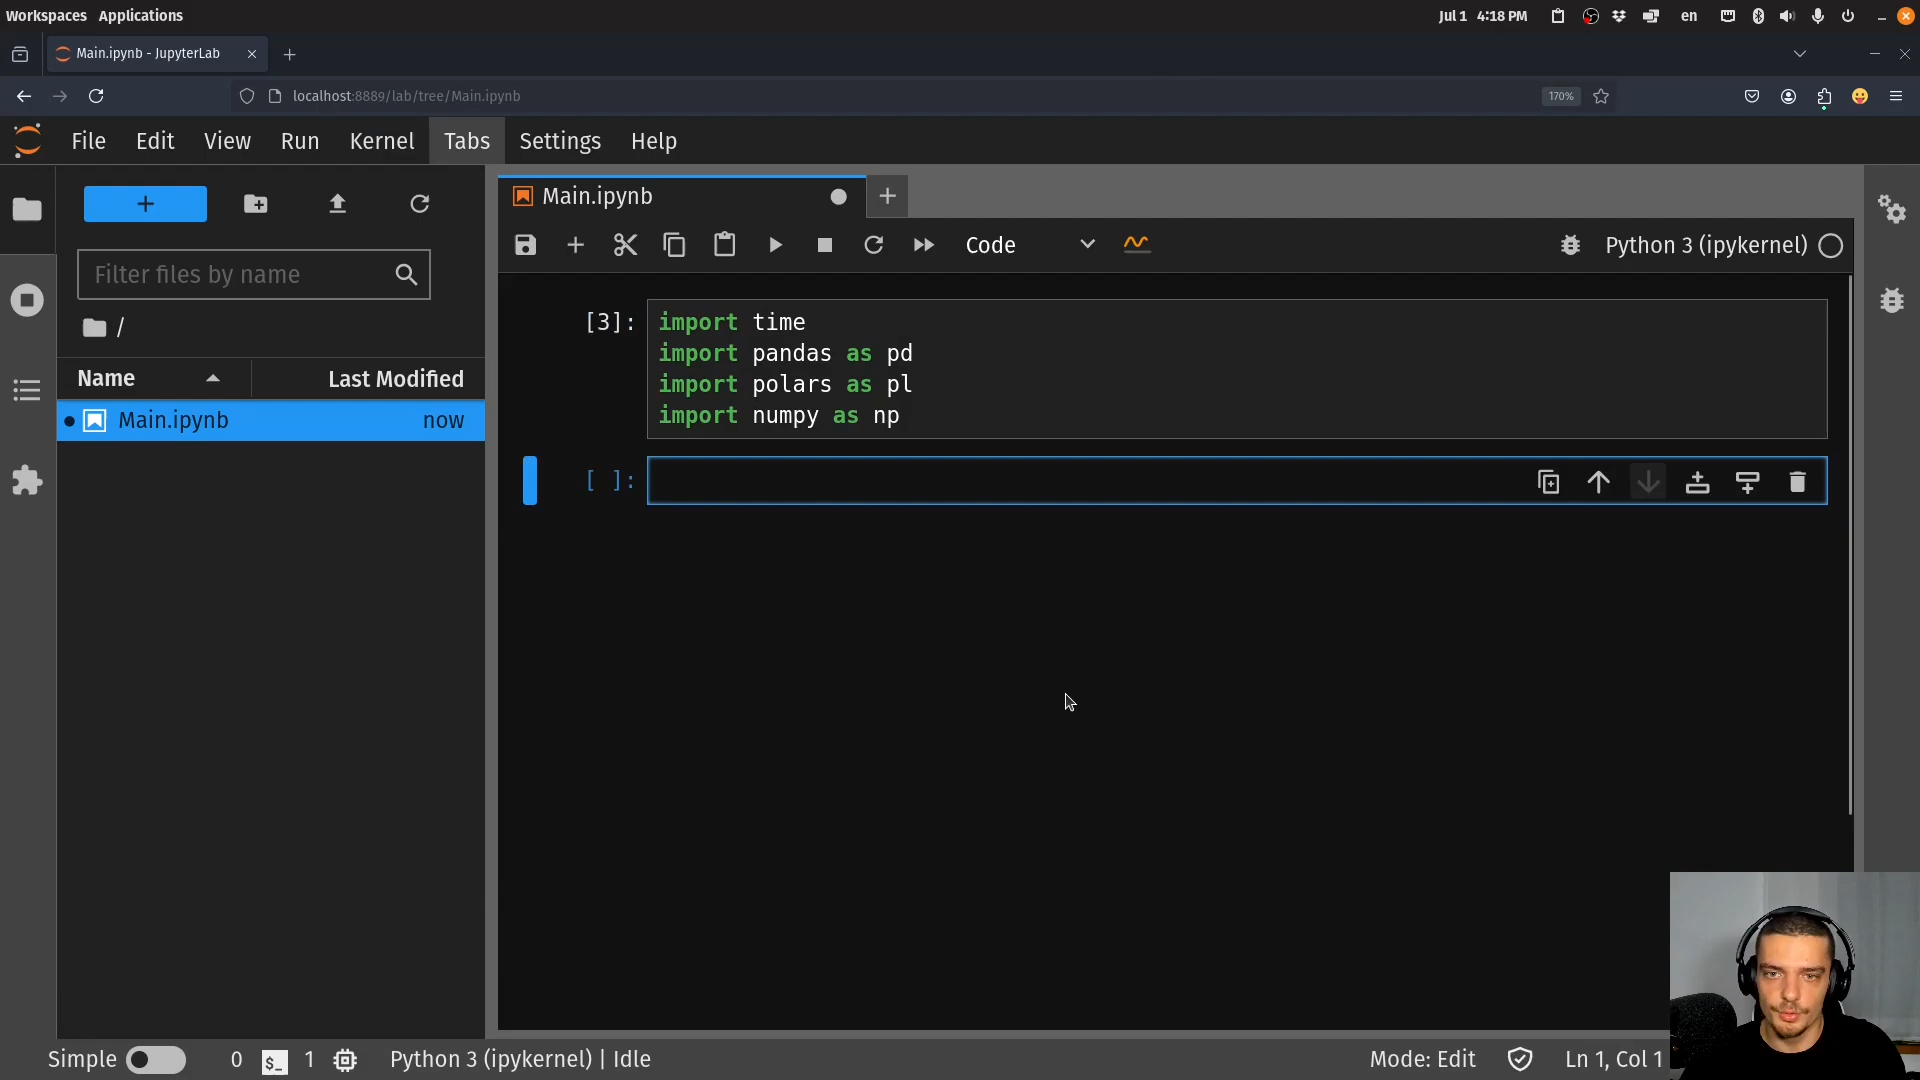 Workspaces Applications
Jul 1 4:18 PM
en
Main.ipynb - JupyterLab
localhost:8889/lab/tree/Main.ipynb
170%
File Edit View Run Kernel Tabs Settings Help
Filter files by name
/
Name Last Modified
Main.ipynb now
Main.ipynb
Code
Python 3 (ipykernel)
[3]: import time
import pandas as pd
import polars as pl
import numpy as np
[ ]:
Simple 0 $_ 1 Python 3 (ipykernel) | Idle
Mode: Edit Ln 1, Col 1